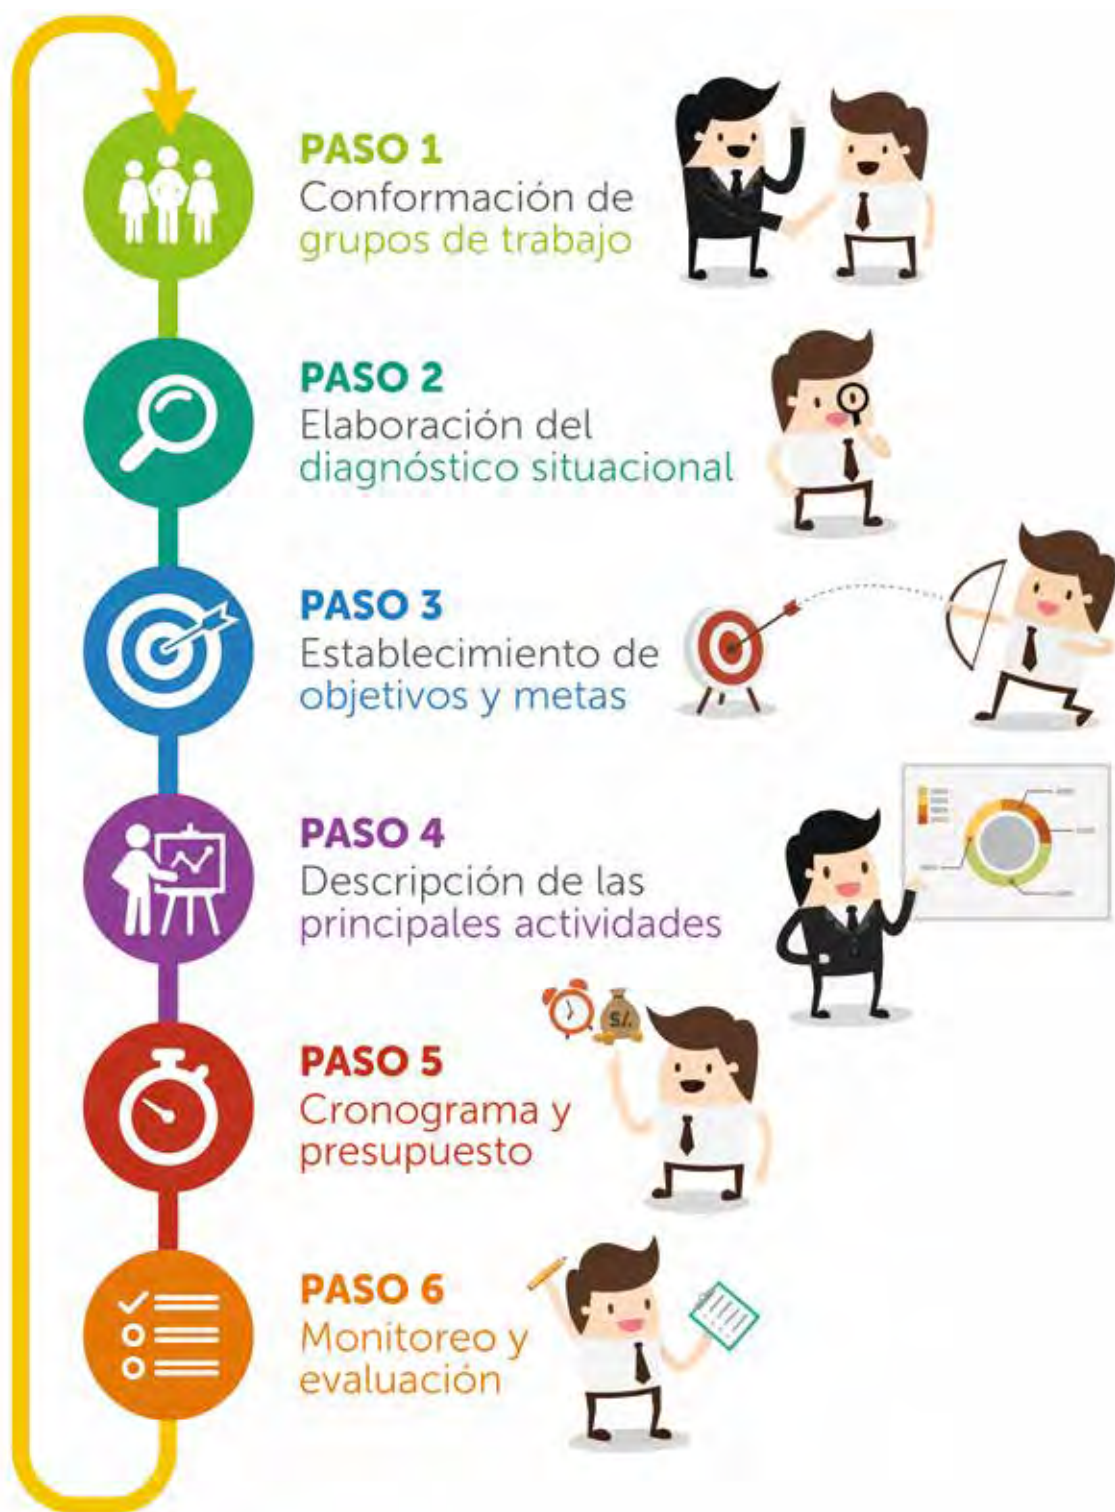 PASO 1
Conformación de
grupos de trabajo
PASO 2
Elaboración del
diagnóstico situacional
PASO 3
Establecimiento de
objetivos y metas
PASO 4
Descripción de las
principales actividades
S/.
PASO 5
Cronograma y
presupuesto
PASO 6
Monitoreo y
evaluación